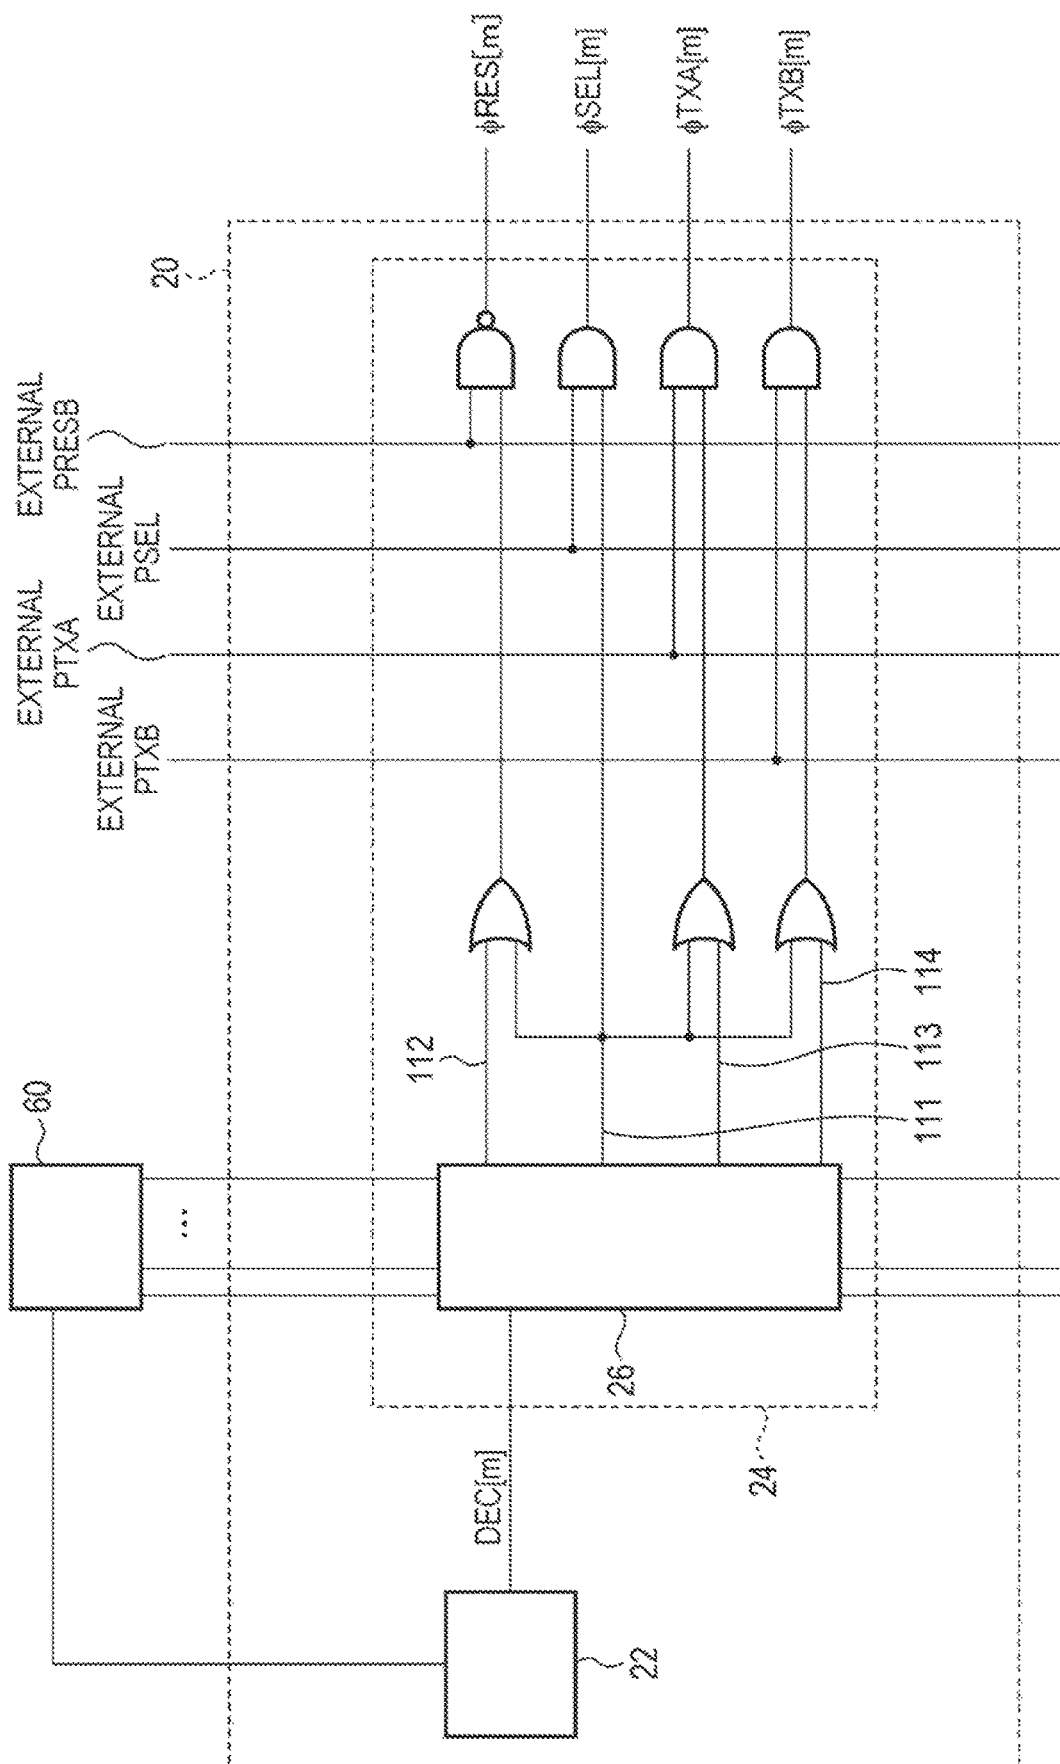 EXTERNAL
PRESB
EXTERNAL
PSEL
EXTERNAL
PTXA
EXTERNAL
PTXB
20
ϕRES[m]
ϕSEL[m]
ϕTXA[m]
ϕTXB[m]
60
...
112
111
113
114
26
24
DEC[m]
22